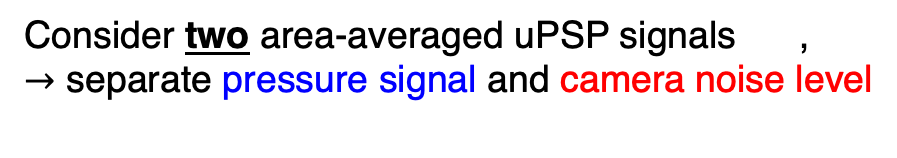 Consider two area-averaged uPSP signals ,
→ separate pressure signal and camera noise level